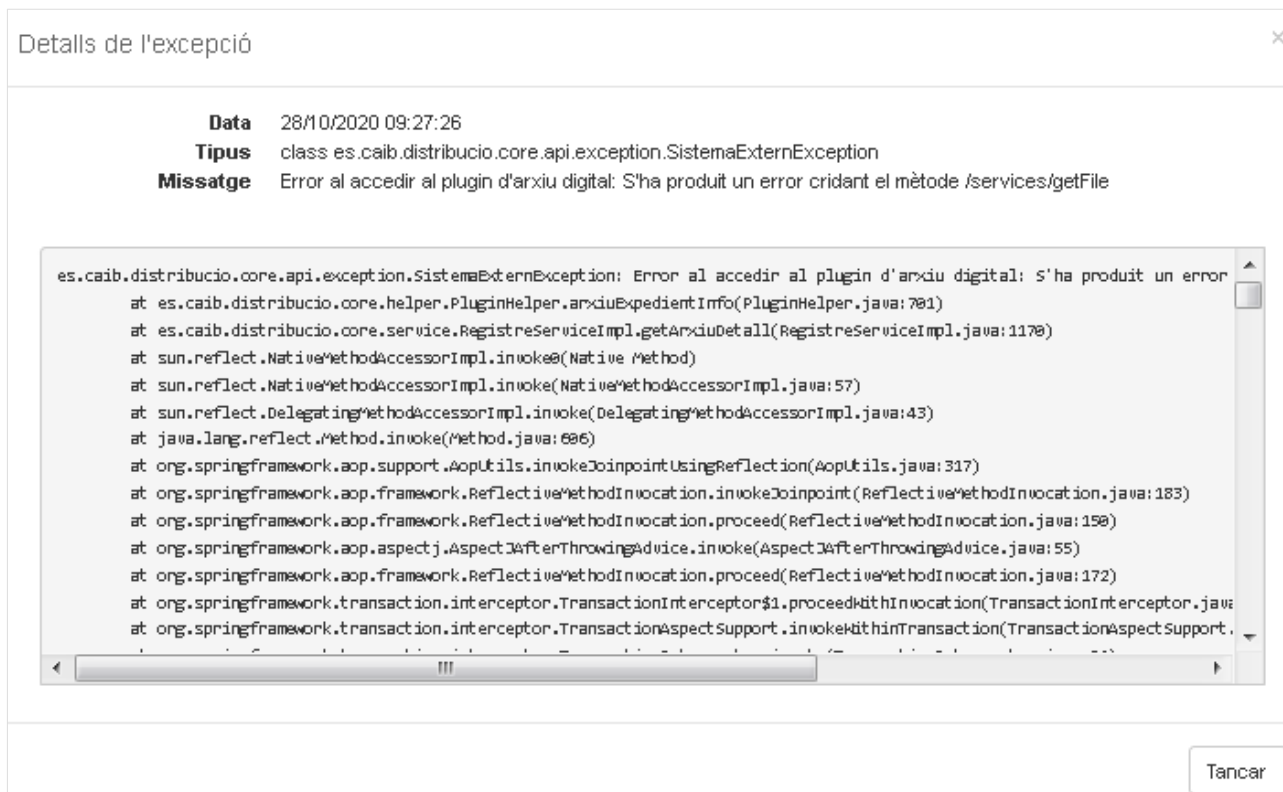 Detalls de l'excepció
×
Data 28/10/2020 09:27:26
Tipus class es.caib.distribucio.core.api.exception.SistemaExternException
Missatge Error al accedir al plugin d'arxiu digital: S'ha produit un error cridant el mètode /services/getFile
es.caib.distribucio.core.api.exception.SistemaExternException: Error al accedir al plugin d'arxiu digital: S'ha produit un error
at es.caib.distribucio.core.helper.PluginHelper.arxiuExpedientInfo(PluginHelper.java:701)
at es.caib.distribucio.core.service.RegistreServiceImpl.getArxiuDetall(RegistreServiceImpl.java:1170)
at sun.reflect.NativeMethodAccessorImpl.invoke0(Native Method)
at sun.reflect.NativeMethodAccessorImpl.invoke(NativeMethodAccessorImpl.java:57)
at sun.reflect.DelegatingMethodAccessorImpl.invoke(DelegatingMethodAccessorImpl.java:43)
at java.lang.reflect.Method.invoke(Method.java:606)
at org.springframework.aop.support.AopUtils.invokeJoinpointUsingReflection(AopUtils.java:317)
at org.springframework.aop.framework.ReflectiveMethodInvocation.invokeJoinpoint(ReflectiveMethodInvocation.java:183)
at org.springframework.aop.framework.ReflectiveMethodInvocation.proceed(ReflectiveMethodInvocation.java:150)
at org.springframework.aop.aspectj.AspectJAfterThrowingAdvice.invoke(AspectJAfterThrowingAdvice.java:55)
at org.springframework.aop.framework.ReflectiveMethodInvocation.proceed(ReflectiveMethodInvocation.java:172)
at org.springframework.transaction.interceptor.TransactionInterceptor$1.proceedWithInvocation(TransactionInterceptor.java
at org.springframework.transaction.interceptor.TransactionAspectSupport.invokeWithinTransaction(TransactionAspectSupport.
Tancar